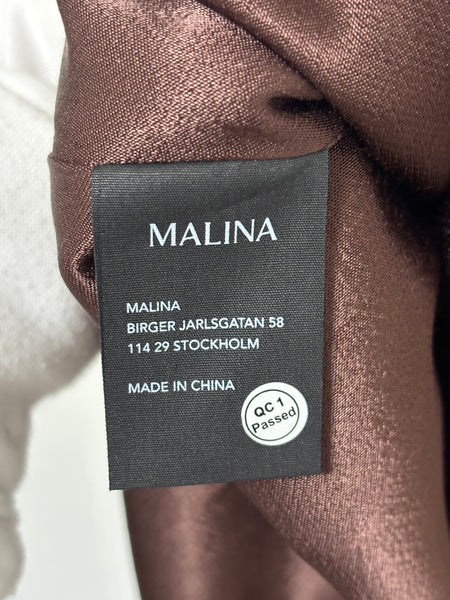 MALINA
MALINA
BIRGER JARLSGATAN 58
114 29 STOCKHOLM
MADE IN CHINA
QC 1
Passed